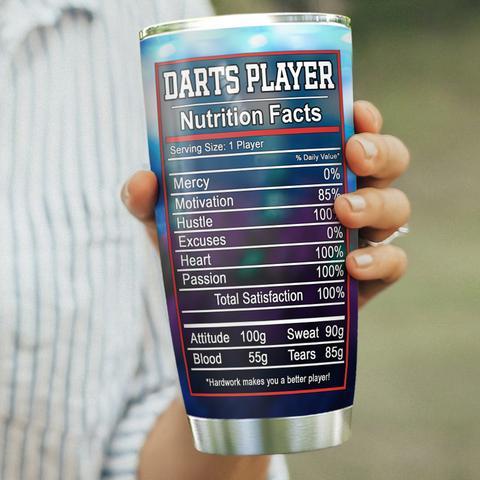 DARTS PLAYER
Nutrition Facts
Serving Size: 1 Player
% Daily Value*
Mercy 0%
Motivation 85%
Hustle 100
Excuses 0%
Heart 100%
Passion 100%
Total Satisfaction 100%
Attitude 100g Sweat 90g
Blood 55g Tears 85g
*Hardwork makes you a better player!